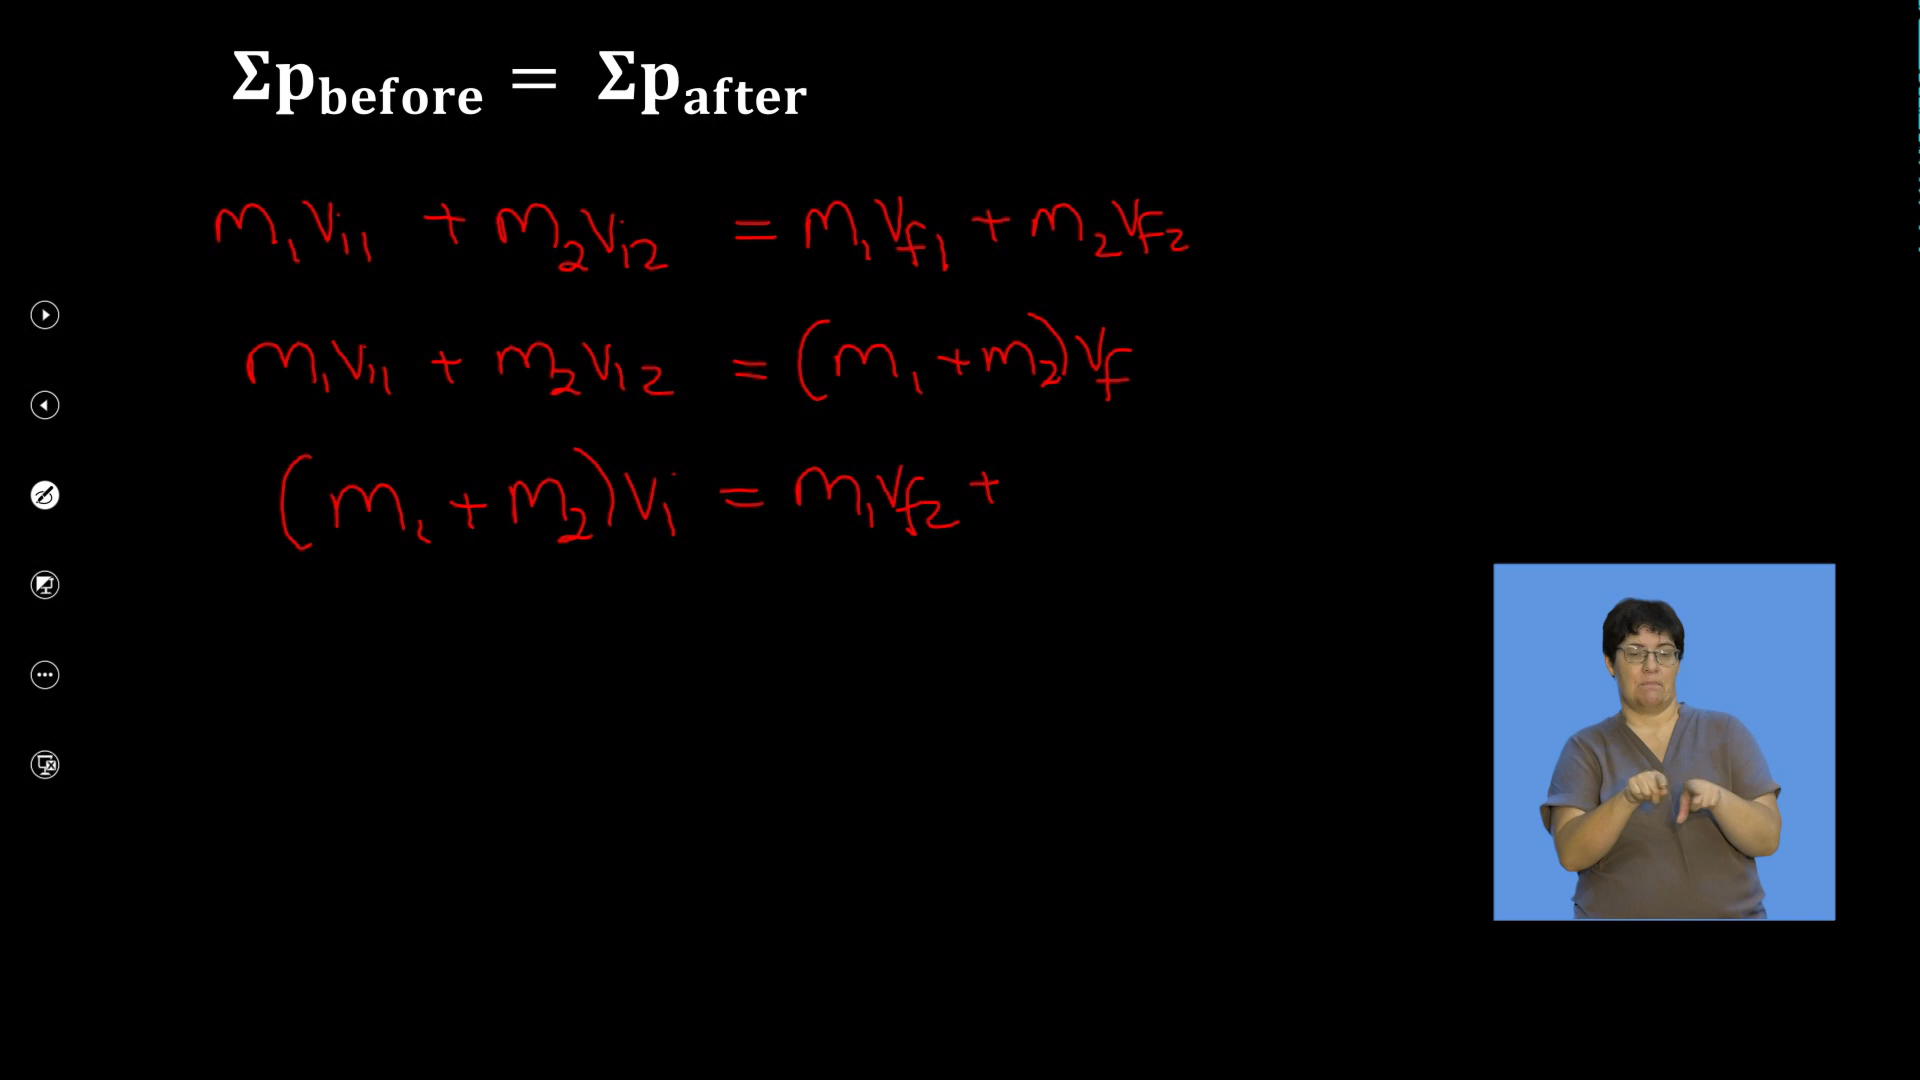 Σp_before = Σp_after
m₁v_i1 + m₂v_i2 = m₁v_f1 + m₂v_f2
m₁v_i1 + m₂v_i2 = (m₁ + m₂)v_f
(m₁ + m₂)v_i = m₁v_f2 +